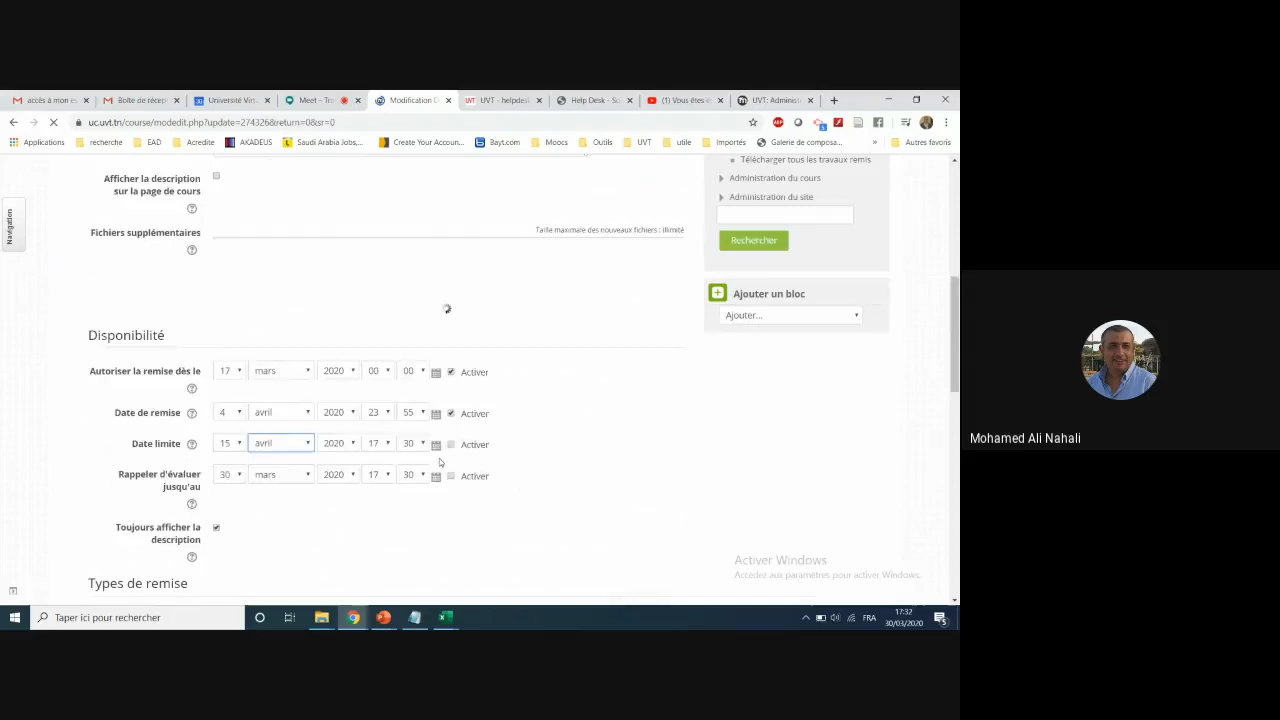 accès à mon es
Boîte de récep
Université Virtu
Meet – Tro
Modification D
UVT - helpdesk
Help Desk - So
(1) Vous êtes e
UVT: Administ
uc.uvt.tn/course/modedit.php?update=274326&return=0&sr=0
Applications
recherche
EAD
Acredite
AKADEUS
Saudi Arabia Jobs,...
Create Your Accoun...
Bayt.com
Moocs
Outils
UVT
utile
Importés
Galerie de composa...
»
Autres favoris
Navigation
Afficher la description
sur la page de cours
Fichiers supplémentaires
Taille maximale des nouveaux fichiers : illimité
Télécharger tous les travaux remis
Administration du cours
Administration du site
Rechercher
Ajouter un bloc
Ajouter...
Disponibilité
Autoriser la remise dès le 17 mars 2020 00 00 Activer
Date de remise 4 avril 2020 23 55 Activer
Date limite 15 avril 2020 17 30 Activer
Rappeler d'évaluer
jusqu'au 30 mars 2020 17 30 Activer
Toujours afficher la
description
Types de remise
Activer Windows
Accédez aux paramètres pour activer Windows.
Taper ici pour rechercher
FRA
17:32
30/03/2020
5
Mohamed Ali Nahali